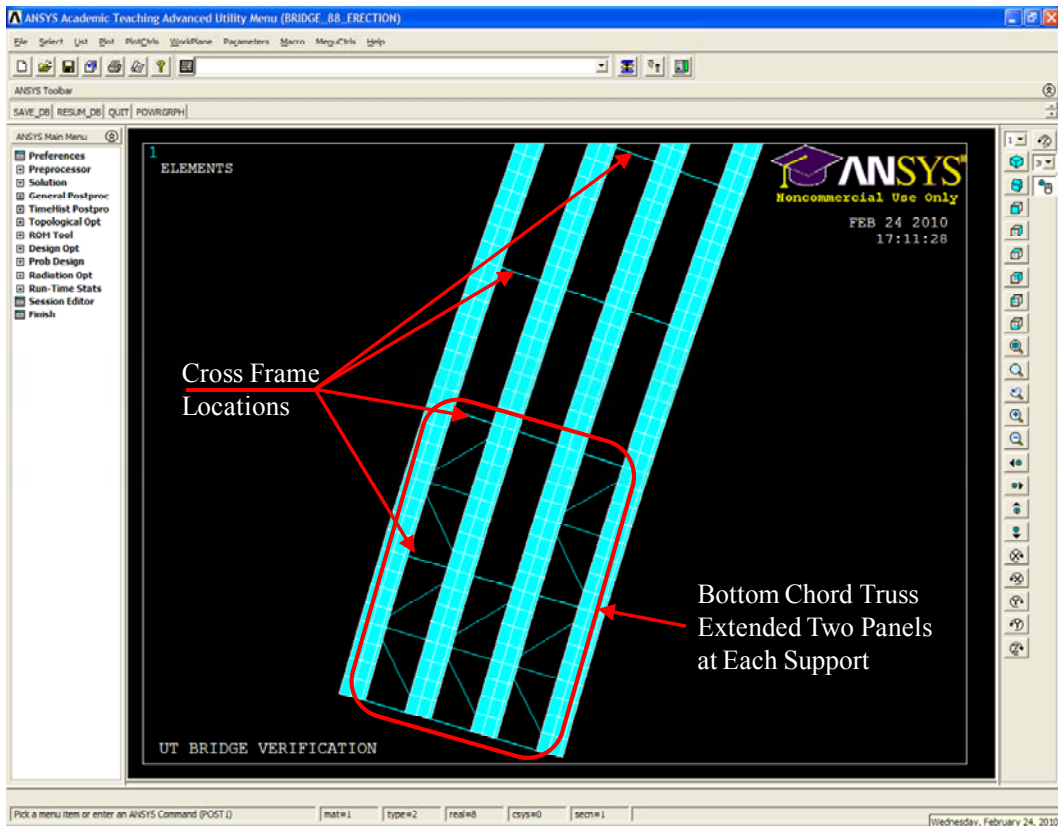 ANSYS Academic Teaching Advanced Utility Menu (BRIDGE_88_ERECTION)
File Select List Plot PlotCtrls WorkPlane Parameters Macro MenuCtrls Help
ANSYS Toolbar
SAVE_DB RESUM_DB QUIT POWRGRPH
ANSYS Main Menu
Preferences
Preprocessor
Solution
General Postproc
TimeHist Postpro
Topological Opt
ROM Tool
Design Opt
Prob Design
Radiation Opt
Run-Time Stats
Session Editor
Finish
1
ELEMENTS
ANSYS
Noncommercial Use Only
FEB 24 2010
17:11:28
1
3
Cross Frame
Locations
Bottom Chord Truss
Extended Two Panels
at Each Support
UT BRIDGE VERIFICATION
Pick a menu item or enter an ANSYS Command (POST1)
mat=1
type=2
real=8
csys=0
secn=1
Wednesday, February 24, 2010